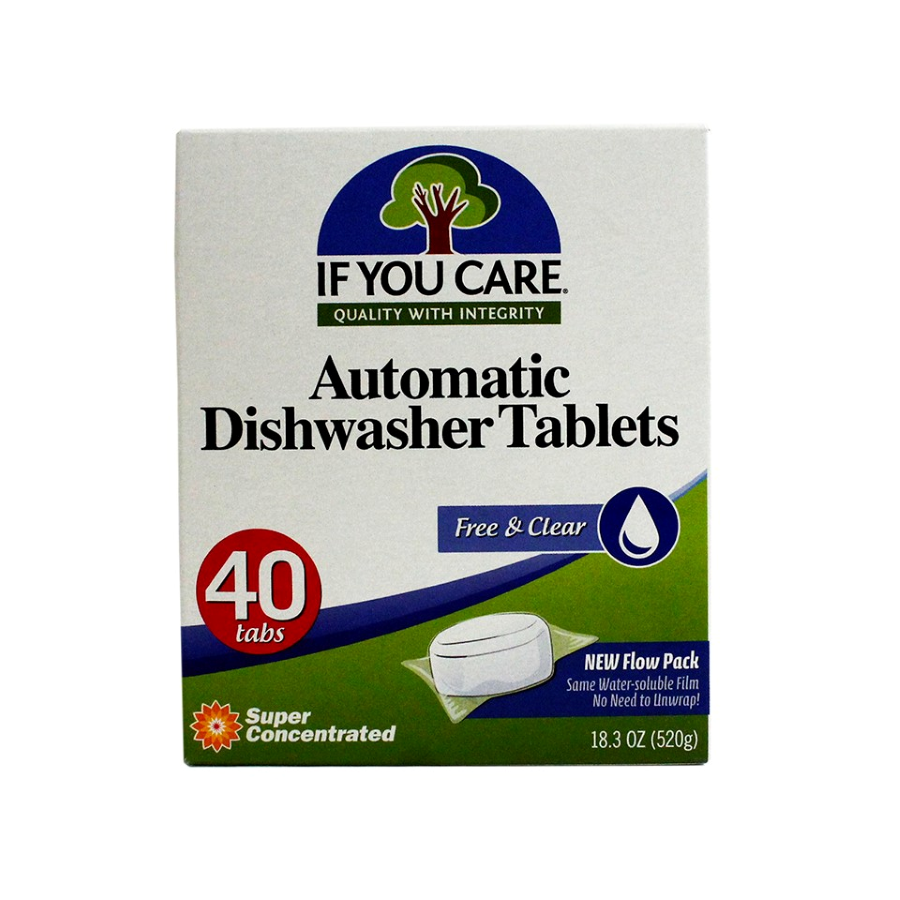 IF YOU CARE®
QUALITY WITH INTEGRITY
Automatic
Dishwasher Tablets
Free & Clear
40
tabs
NEW Flow Pack
Same Water-soluble Film
No Need to Unwrap!
Super
Concentrated
18.3 OZ (520g)